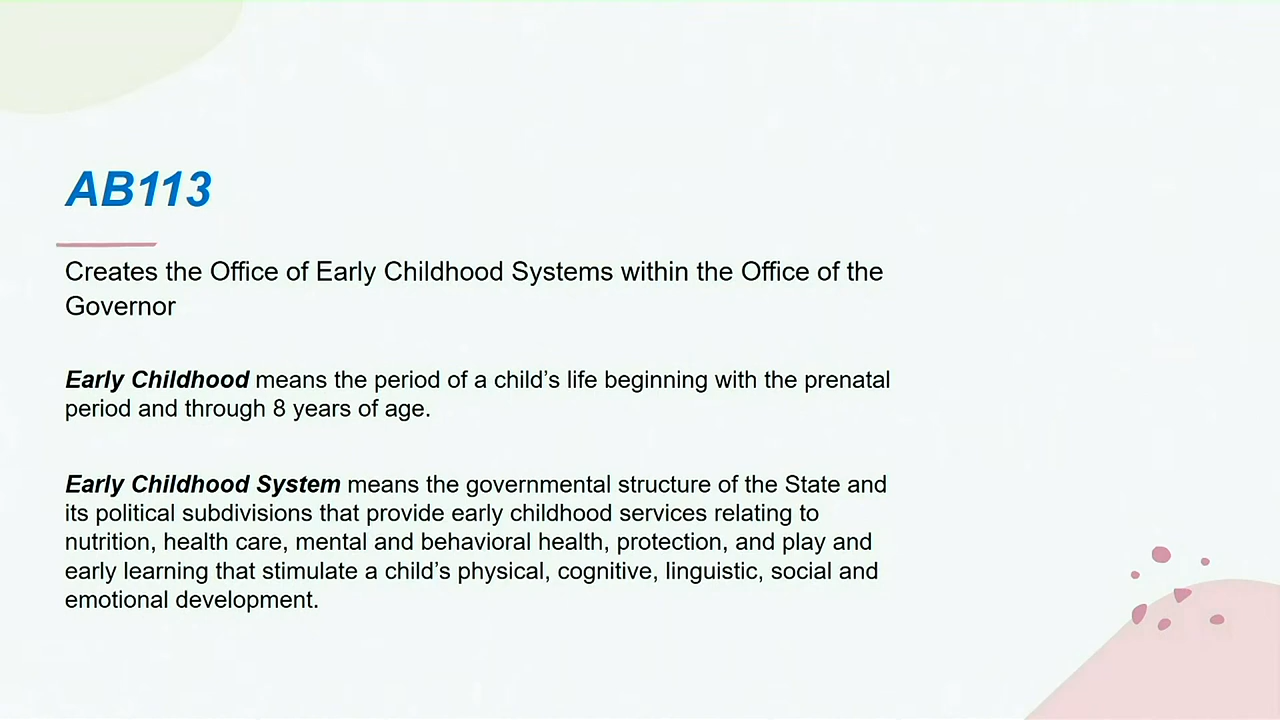 AB113
Creates the Office of Early Childhood Systems within the Office of the
Governor
Early Childhood means the period of a child’s life beginning with the prenatal
period and through 8 years of age.
Early Childhood System means the governmental structure of the State and
its political subdivisions that provide early childhood services relating to
nutrition, health care, mental and behavioral health, protection, and play and
early learning that stimulate a child’s physical, cognitive, linguistic, social and
emotional development.